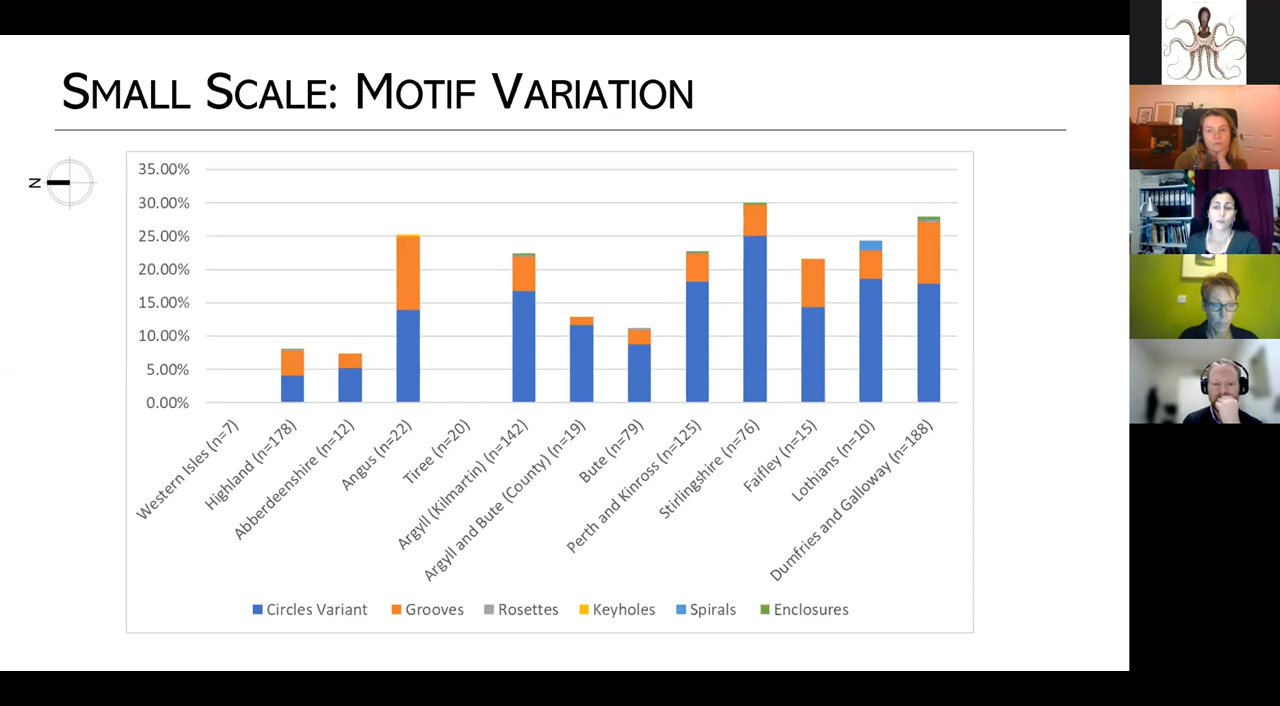 SMALL SCALE: MOTIF VARIATION
N
35.00%
30.00%
25.00%
20.00%
15.00%
10.00%
5.00%
0.00%
Western Isles (n=7)
Highland (n=178)
Abberdeenshire (n=12)
Angus (n=22)
Tiree (n=20)
Argyll (Kilmartin) (n=142)
Argyll and Bute (County) (n=19)
Bute (n=79)
Perth and Kinross (n=125)
Stirlingshire (n=76)
Faifley (n=15)
Lothians (n=10)
Dumfries and Galloway (n=188)
Circles Variant Grooves Rosettes Keyholes Spirals Enclosures